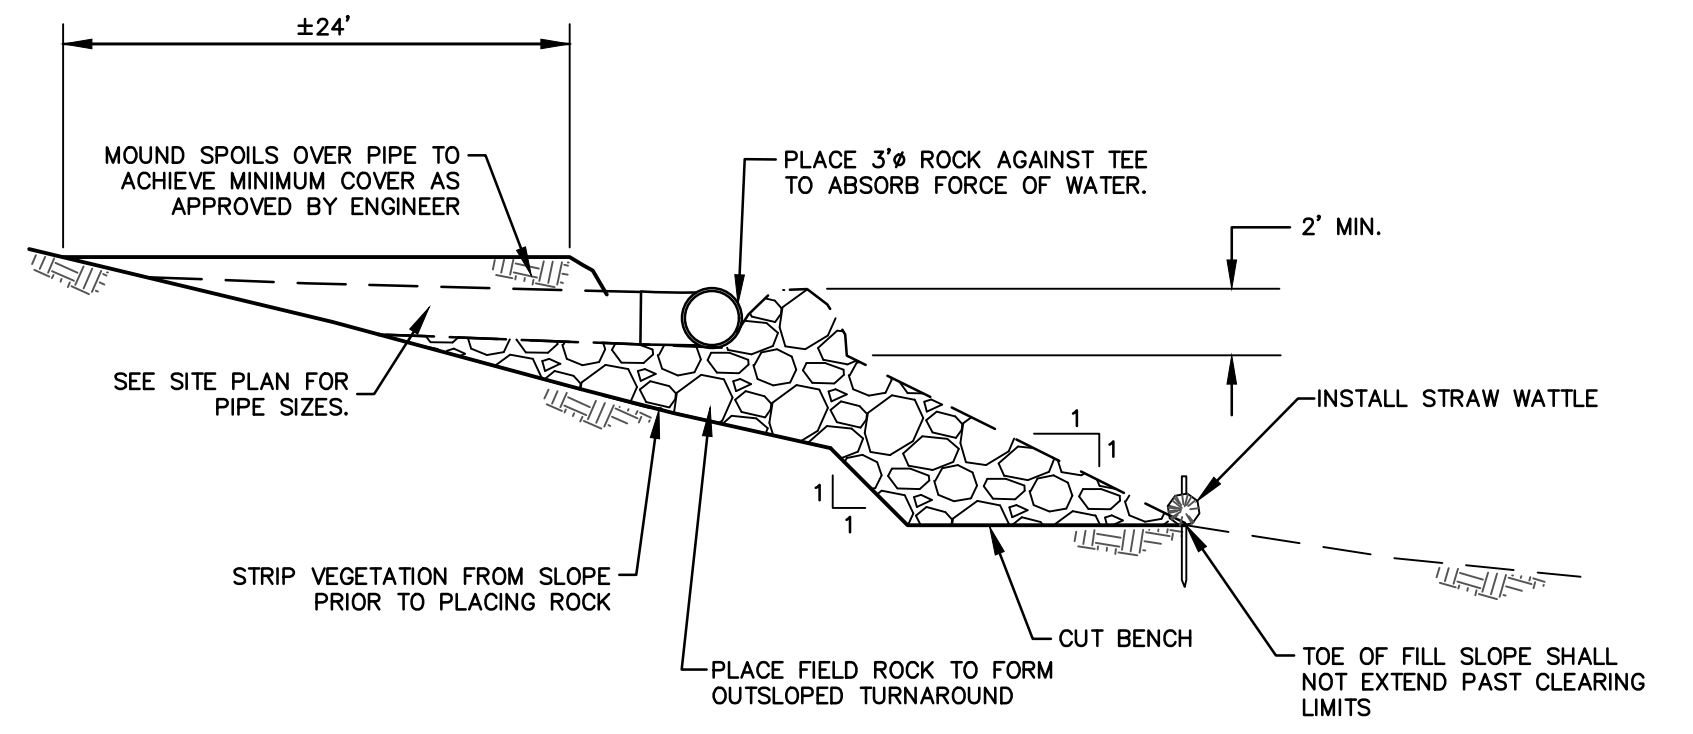 ±24'
MOUND SPOILS OVER PIPE TO
ACHIEVE MINIMUM COVER AS
APPROVED BY ENGINEER
PLACE 3'ø ROCK AGAINST TEE
TO ABSORB FORCE OF WATER.
2' MIN.
SEE SITE PLAN FOR
PIPE SIZES.
INSTALL STRAW WATTLE
1
1
1
1
STRIP VEGETATION FROM SLOPE
PRIOR TO PLACING ROCK
CUT BENCH
PLACE FIELD ROCK TO FORM
OUTSLOPED TURNAROUND
TOE OF FILL SLOPE SHALL
NOT EXTEND PAST CLEARING
LIMITS